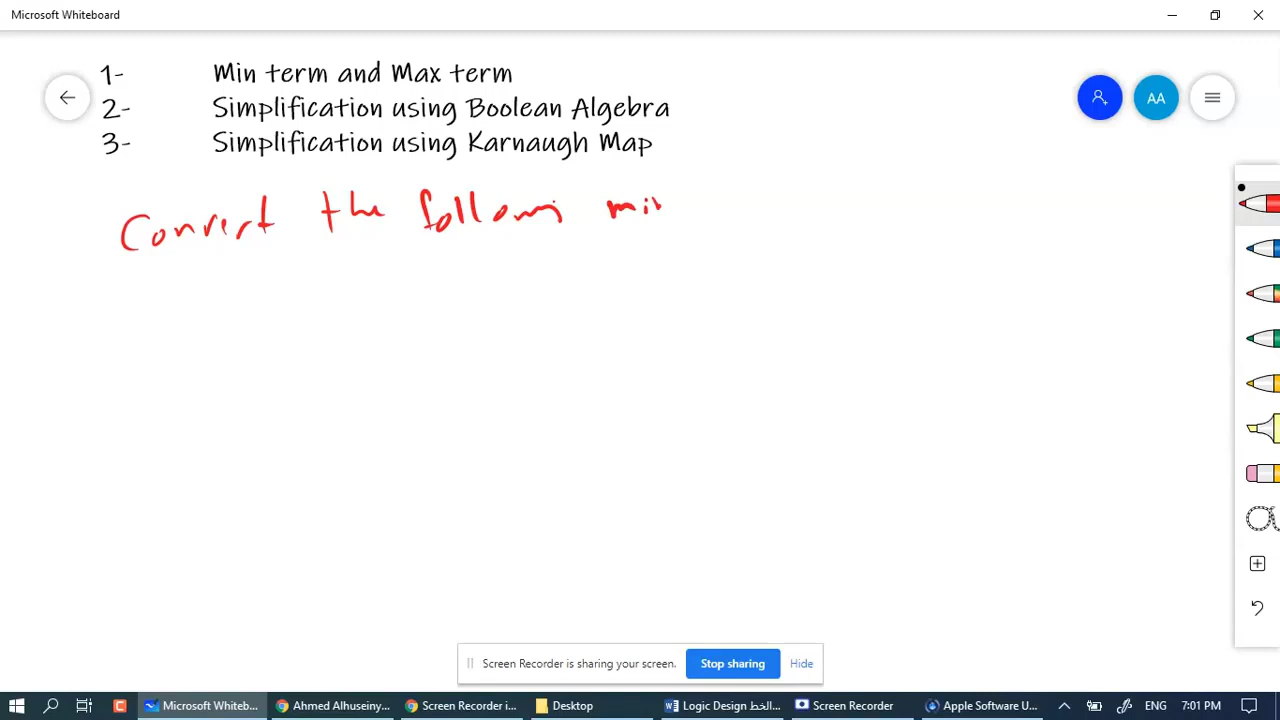 Microsoft Whiteboard
1- Min term and Max term
2- Simplification using Boolean Algebra
3- Simplification using Karnaugh Map
AA
Convert the following
Screen Recorder is sharing your screen. Stop sharing Hide
Microsoft Whiteb... Ahmed Alhuseiny... Screen Recorder i... Desktop Logic Design الخط... Screen Recorder Apple Software U... ENG 7:01 PM